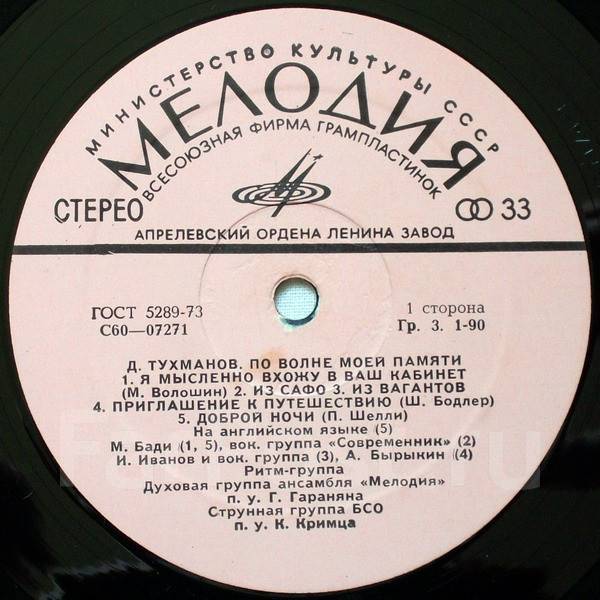 МИНИСТЕРСТВО КУЛЬТУРЫ СССР
МЕЛОДИЯ
ВСЕСОЮЗНАЯ ФИРМА ГРАМПЛАСТИНОК
СТЕРЕО
33
АПРЕЛЕВСКИЙ ОРДЕНА ЛЕНИНА ЗАВОД
ГОСТ 5289-73
1 сторона
С60—07271
Гр. 3. 1-90
Д. ТУХМАНОВ. ПО ВОЛНЕ МОЕЙ ПАМЯТИ
1. Я МЫСЛЕННО ВХОЖУ В ВАШ КАБИНЕТ
(М. Волошин) 2. ИЗ САФО 3. ИЗ ВАГАНТОВ
4. ПРИГЛАШЕНИЕ К ПУТЕШЕСТВИЮ (Ш. Бодлер)
5. ДОБРОЙ НОЧИ (П. Шелли)
На английском языке (5)
М. Бади (1, 5), вок. группа "Современник" (2)
И. Иванов и вок. группа (3), А. Бырыкин (4)
Ритм-группа
Духовая группа ансамбля «Мелодия»
п. у. Г. Гараняна
Струнная группа БСО
п. у. К. Кримца